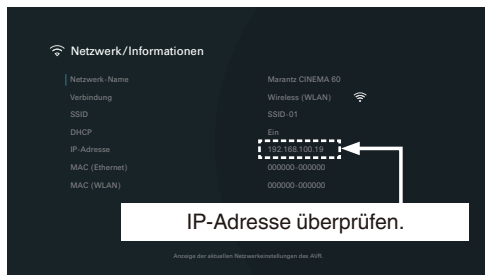 Netzwerk/Informationen
Netzwerk-Name Marantz CINEMA 60
Verbindung Wireless (WLAN)
SSID SSID-01
DHCP Ein
IP-Adresse 192.168.100.19
MAC (Ethernet) 000000-000000
MAC (WLAN) 000000-000000
IP-Adresse überprüfen.
Anzeige der aktuellen Netzwerkeinstellungen des AVR.